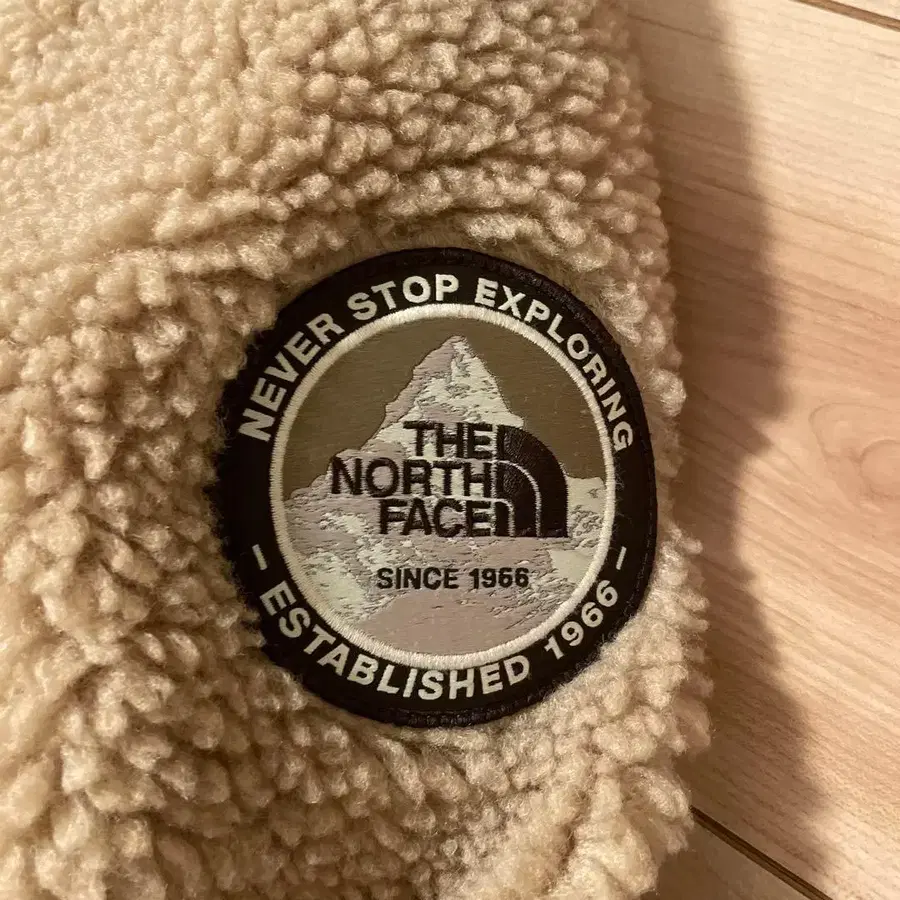 NEVER STOP EXPLORING
THE
NORTH
FACE
SINCE 1966
– ESTABLISHED 1966 –